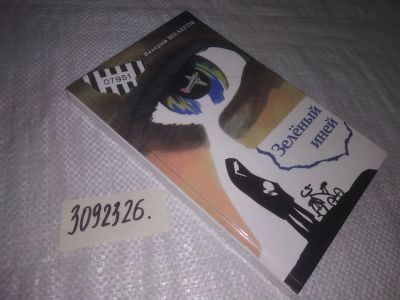 Валерий ШЕЛЕГОВ
07951
Зелёный
иней
3092326.